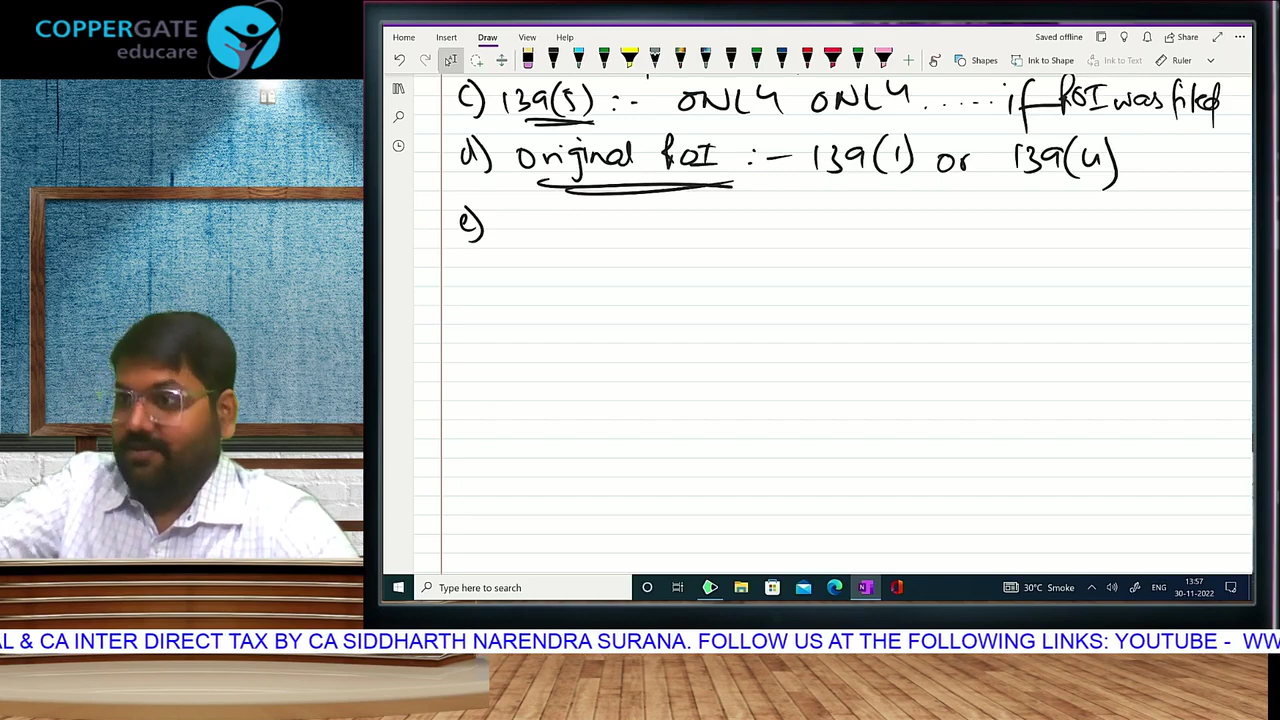 COPPERGATE
educare
Home Insert Draw View Help
Saved offline
Share
Shapes
Ink to Shape
Ink to Text
Ruler
c) 139(5) :- ONLY ONLY ..... if ROI was filed
d) Original ROI :- 139(1) or 139(4)
e)
Type here to search
30°C Smoke
ENG
13:57
30-11-2022
AL & CA INTER DIRECT TAX BY CA SIDDHARTH NARENDRA SURANA. FOLLOW US AT THE FOLLOWING LINKS: YOUTUBE - WW